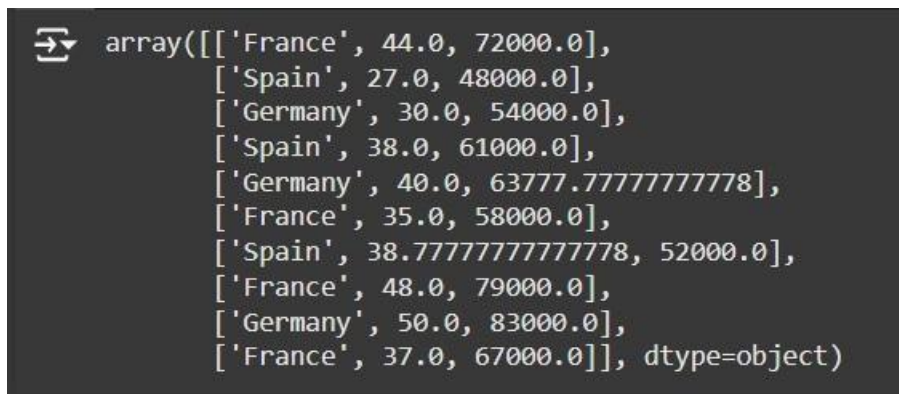 array([['France', 44.0, 72000.0],
['Spain', 27.0, 48000.0],
['Germany', 30.0, 54000.0],
['Spain', 38.0, 61000.0],
['Germany', 40.0, 63777.77777777778],
['France', 35.0, 58000.0],
['Spain', 38.77777777777778, 52000.0],
['France', 48.0, 79000.0],
['Germany', 50.0, 83000.0],
['France', 37.0, 67000.0]], dtype=object)